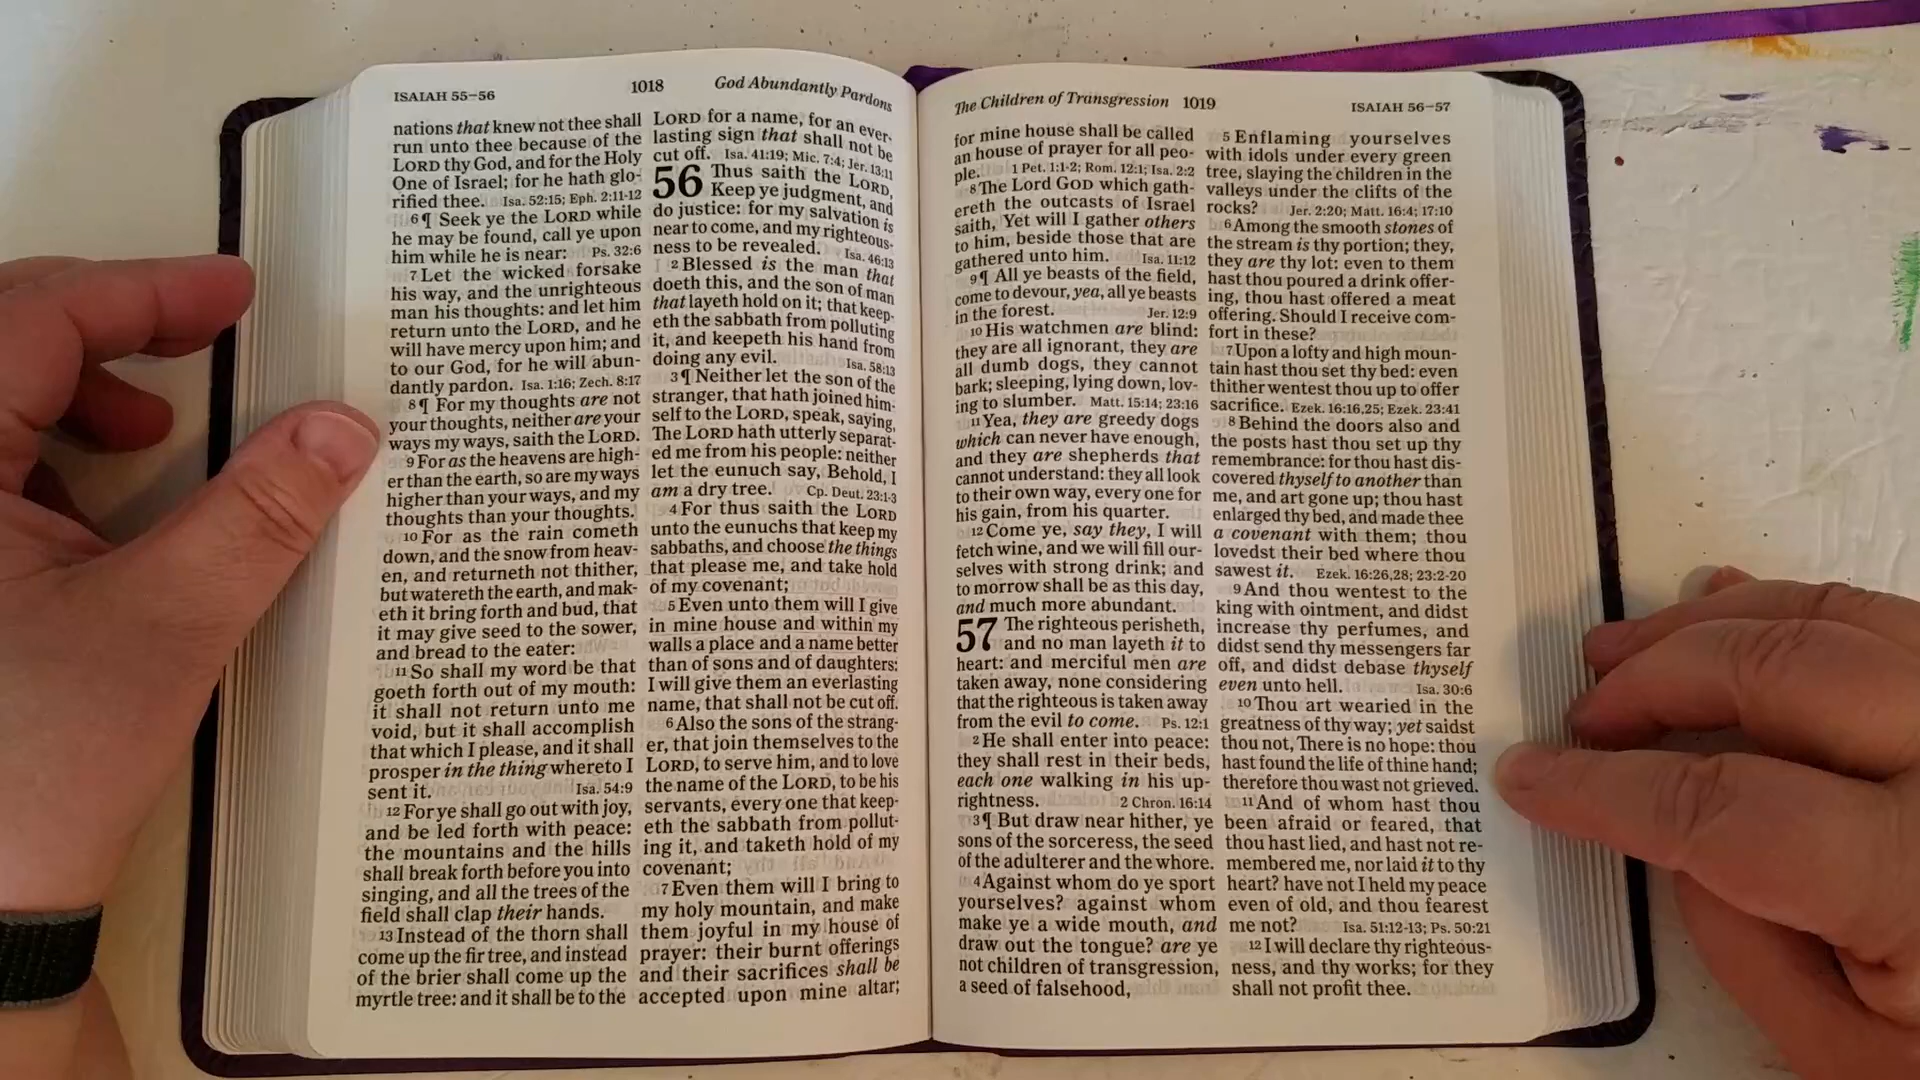 ISAIAH 55–56
1018
God Abundantly Pardons
nations that knew not thee shall
run unto thee because of the
LORD thy God, and for the Holy
One of Israel; for he hath glo-
rified thee. Isa. 52:15; Eph. 2:11-12
6 ¶ Seek ye the LORD while
he may be found, call ye upon
him while he is near: Ps. 32:6
7 Let the wicked forsake
his way, and the unrighteous
man his thoughts: and let him
return unto the LORD, and he
will have mercy upon him; and
to our God, for he will abun-
dantly pardon. Isa. 1:16; Zech. 8:17
8 ¶ For my thoughts are not
your thoughts, neither are your
ways my ways, saith the LORD.
9 For as the heavens are high-
er than the earth, so are my ways
higher than your ways, and my
thoughts than your thoughts.
10 For as the rain cometh
down, and the snow from heav-
en, and returneth not thither,
but watereth the earth, and mak-
eth it bring forth and bud, that
it may give seed to the sower,
and bread to the eater:
11 So shall my word be that
goeth forth out of my mouth:
it shall not return unto me
void, but it shall accomplish
that which I please, and it shall
prosper in the thing whereto I
sent it. Isa. 54:9
12 For ye shall go out with joy,
and be led forth with peace:
the mountains and the hills
shall break forth before you into
singing, and all the trees of the
field shall clap their hands.
13 Instead of the thorn shall
come up the fir tree, and instead
of the brier shall come up the
myrtle tree: and it shall be to the
LORD for a name, for an ever-
lasting sign that shall not be
cut off. Isa. 41:19; Mic. 7:4; Jer. 13:11
56 Thus saith the LORD,
Keep ye judgment, and
do justice: for my salvation is
near to come, and my righteous-
ness to be revealed. Isa. 46:13
2 Blessed is the man that
doeth this, and the son of man
that layeth hold on it; that keep-
eth the sabbath from polluting
it, and keepeth his hand from
doing any evil. Isa. 58:13
3 ¶ Neither let the son of the
stranger, that hath joined him-
self to the LORD, speak, saying,
The LORD hath utterly separat-
ed me from his people: neither
let the eunuch say, Behold, I
am a dry tree. Cp. Deut. 23:1-3
4 For thus saith the LORD
unto the eunuchs that keep my
sabbaths, and choose the things
that please me, and take hold
of my covenant;
5 Even unto them will I give
in mine house and within my
walls a place and a name better
than of sons and of daughters:
I will give them an everlasting
name, that shall not be cut off.
6 Also the sons of the strang-
er, that join themselves to the
LORD, to serve him, and to love
the name of the LORD, to be his
servants, every one that keep-
eth the sabbath from pollut-
ing it, and taketh hold of my
covenant;
7 Even them will I bring to
my holy mountain, and make
them joyful in my house of
prayer: their burnt offerings
and their sacrifices shall be
accepted upon mine altar;
The Children of Transgression
1019
ISAIAH 56–57
for mine house shall be called
an house of prayer for all peo-
ple. 1 Pet. 1:1-2; Rom. 12:1; Isa. 2:2
8 The Lord GOD which gath-
ereth the outcasts of Israel
saith, Yet will I gather others
to him, beside those that are
gathered unto him. Isa. 11:12
9 ¶ All ye beasts of the field,
come to devour, yea, all ye beasts
in the forest. Jer. 12:9
10 His watchmen are blind:
they are all ignorant, they are
all dumb dogs, they cannot
bark; sleeping, lying down, lov-
ing to slumber. Matt. 15:14; 23:16
11 Yea, they are greedy dogs
which can never have enough,
and they are shepherds that
cannot understand: they all look
to their own way, every one for
his gain, from his quarter.
12 Come ye, say they, I will
fetch wine, and we will fill our-
selves with strong drink; and
to morrow shall be as this day,
and much more abundant.
57 The righteous perisheth,
and no man layeth it to
heart: and merciful men are
taken away, none considering
that the righteous is taken away
from the evil to come. Ps. 12:1
2 He shall enter into peace:
they shall rest in their beds,
each one walking in his up-
rightness. 2 Chron. 16:14
3 ¶ But draw near hither, ye
sons of the sorceress, the seed
of the adulterer and the whore.
4 Against whom do ye sport
yourselves? against whom
make ye a wide mouth, and
draw out the tongue? are ye
not children of transgression,
a seed of falsehood,
5 Enflaming yourselves
with idols under every green
tree, slaying the children in the
valleys under the clifts of the
rocks? Jer. 2:20; Matt. 16:4; 17:10
6 Among the smooth stones of
the stream is thy portion; they,
they are thy lot: even to them
hast thou poured a drink offer-
ing, thou hast offered a meat
offering. Should I receive com-
fort in these?
7 Upon a lofty and high moun-
tain hast thou set thy bed: even
thither wentest thou up to offer
sacrifice. Ezek. 16:16,25; Ezek. 23:41
8 Behind the doors also and
the posts hast thou set up thy
remembrance: for thou hast dis-
covered thyself to another than
me, and art gone up; thou hast
enlarged thy bed, and made thee
a covenant with them; thou
lovedst their bed where thou
sawest it. Ezek. 16:26,28; 23:2-20
9 And thou wentest to the
king with ointment, and didst
increase thy perfumes, and
didst send thy messengers far
off, and didst debase thyself
even unto hell. Isa. 30:6
10 Thou art wearied in the
greatness of thy way; yet saidst
thou not, There is no hope: thou
hast found the life of thine hand;
therefore thou wast not grieved.
11 And of whom hast thou
been afraid or feared, that
thou hast lied, and hast not re-
membered me, nor laid it to thy
heart? have not I held my peace
even of old, and thou fearest
me not? Isa. 51:12-13; Ps. 50:21
12 I will declare thy righteous-
ness, and thy works; for they
shall not profit thee.